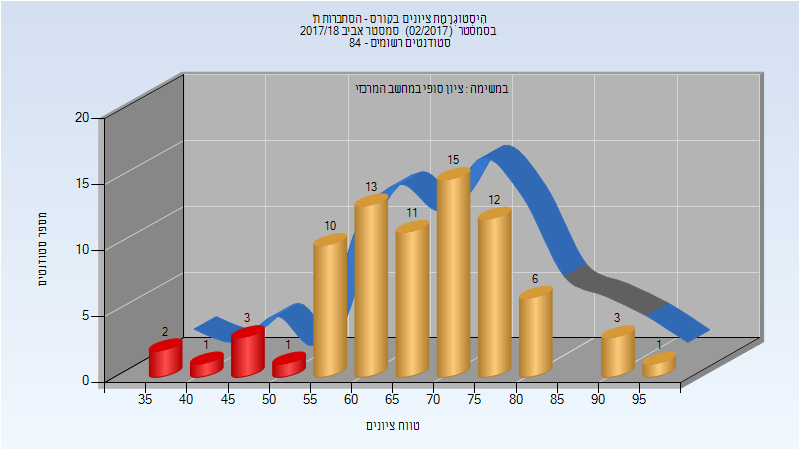 היסטוגרמת ציונים בקורס - הסתברות ת'
בסמסטר (02/2017) סמסטר אביב 2017/18
סטודנטים רשומים - 84
במשימה : ציון סופי במחשב המרכזי
מספר סטודנטים
20
15
10
5
0
2
1
3
1
10
13
11
15
12
6
3
1
35 40 45 50 55 60 65 70 75 80 85 90 95
טווח ציונים